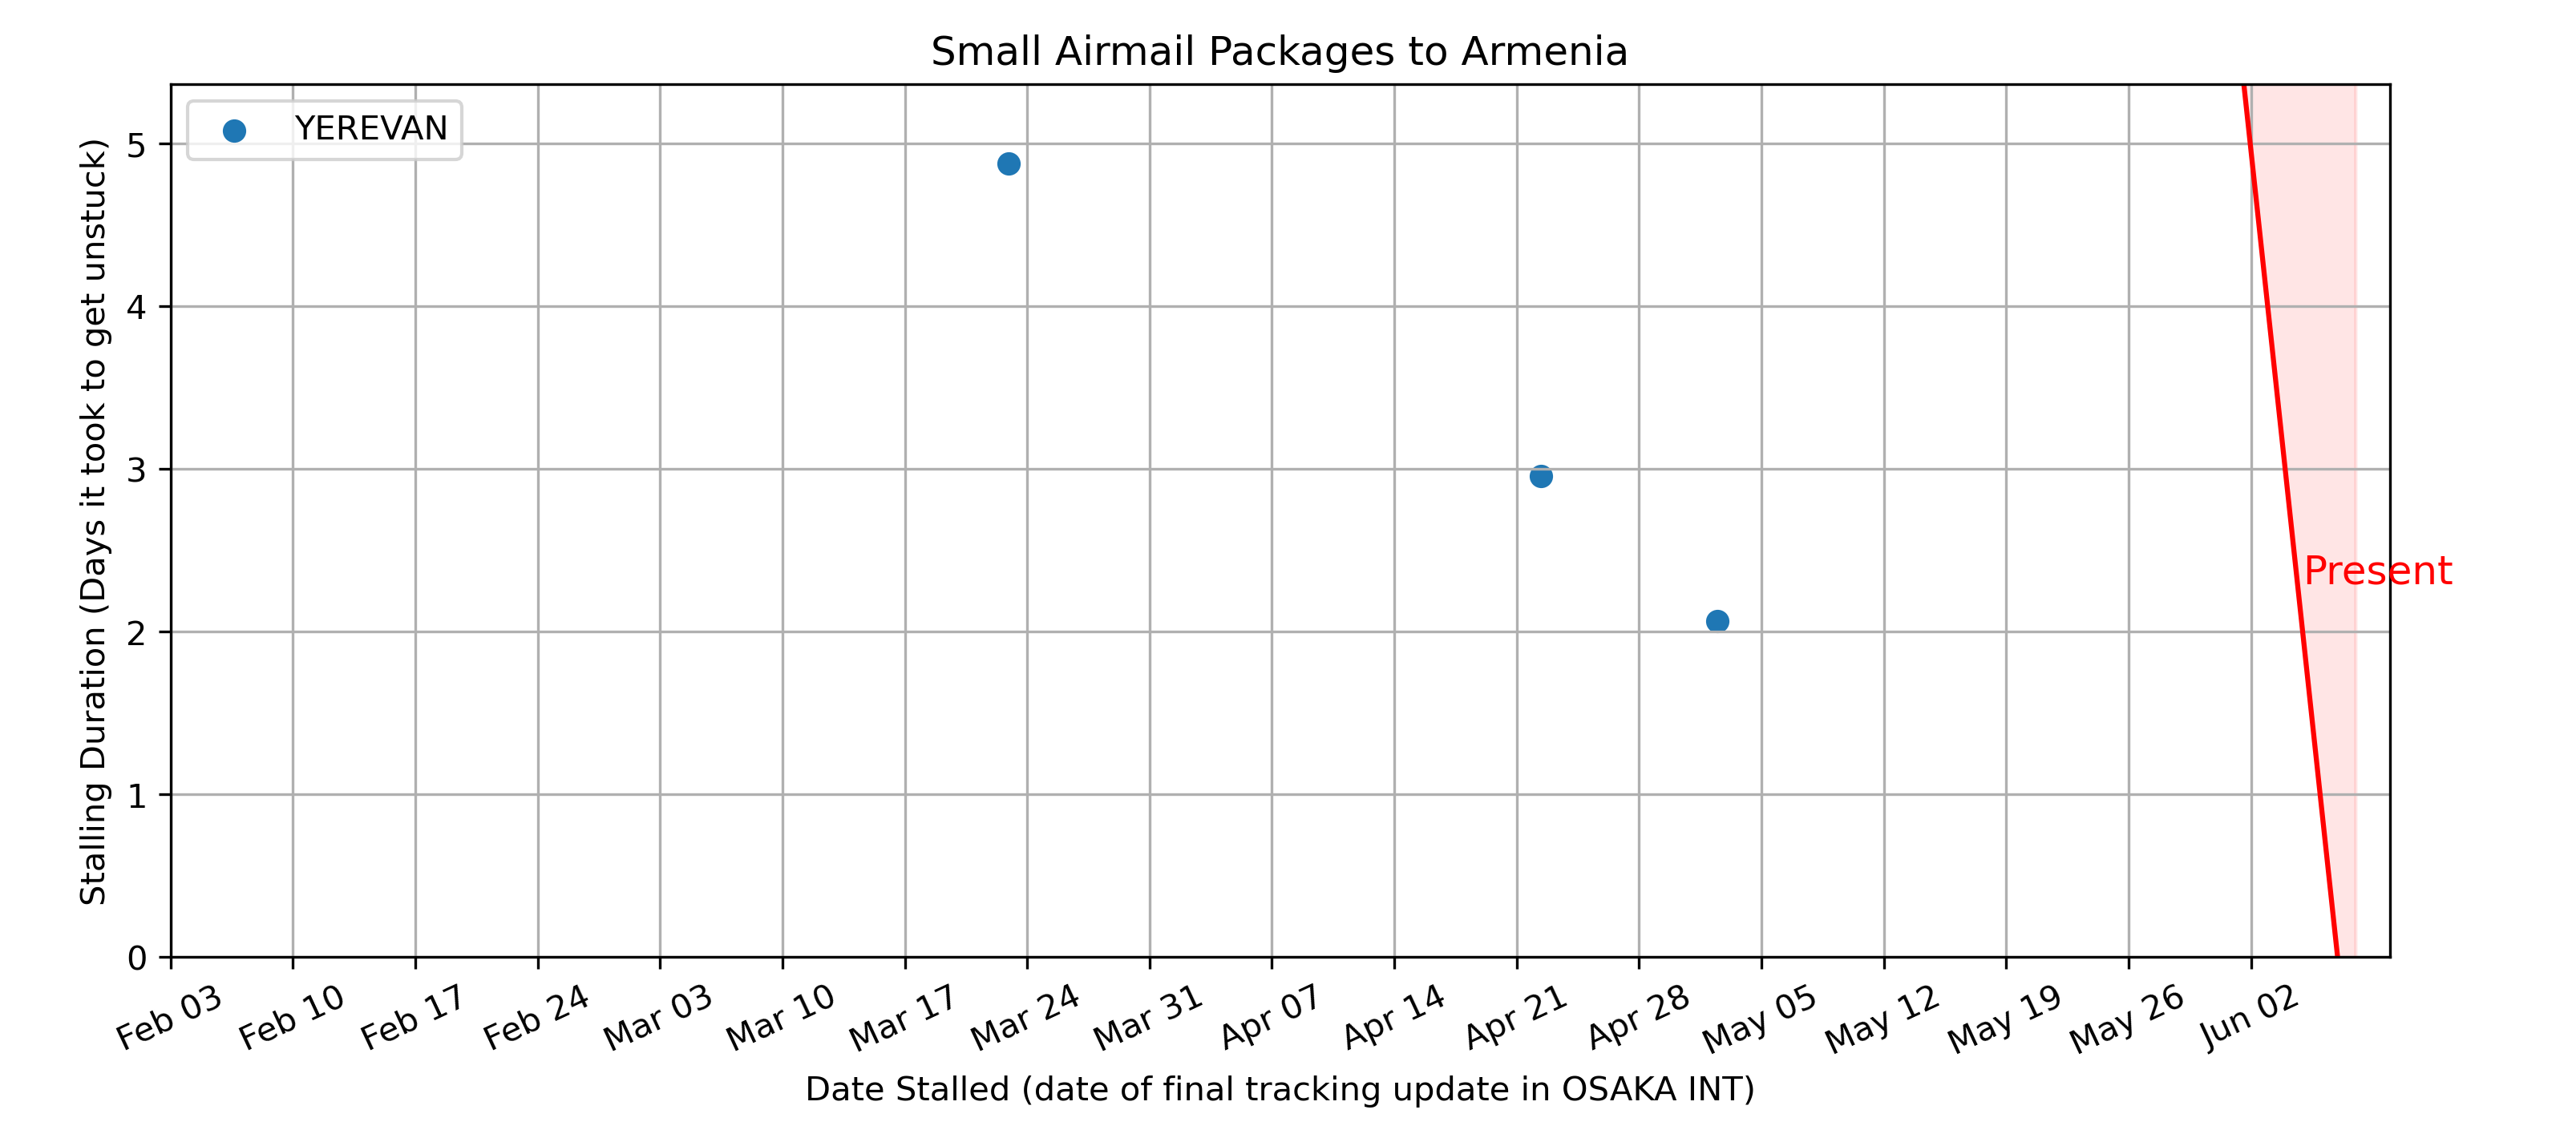 Small Airmail Packages to Armenia
YEREVAN
Stalling Duration (Days it took to get unstuck)
5
4
3
2
1
0
Present
Feb 03
Feb 10
Feb 17
Feb 24
Mar 03
Mar 10
Mar 17
Mar 24
Mar 31
Apr 07
Apr 14
Apr 21
Apr 28
May 05
May 12
May 19
May 26
Jun 02
Date Stalled (date of final tracking update in OSAKA INT)